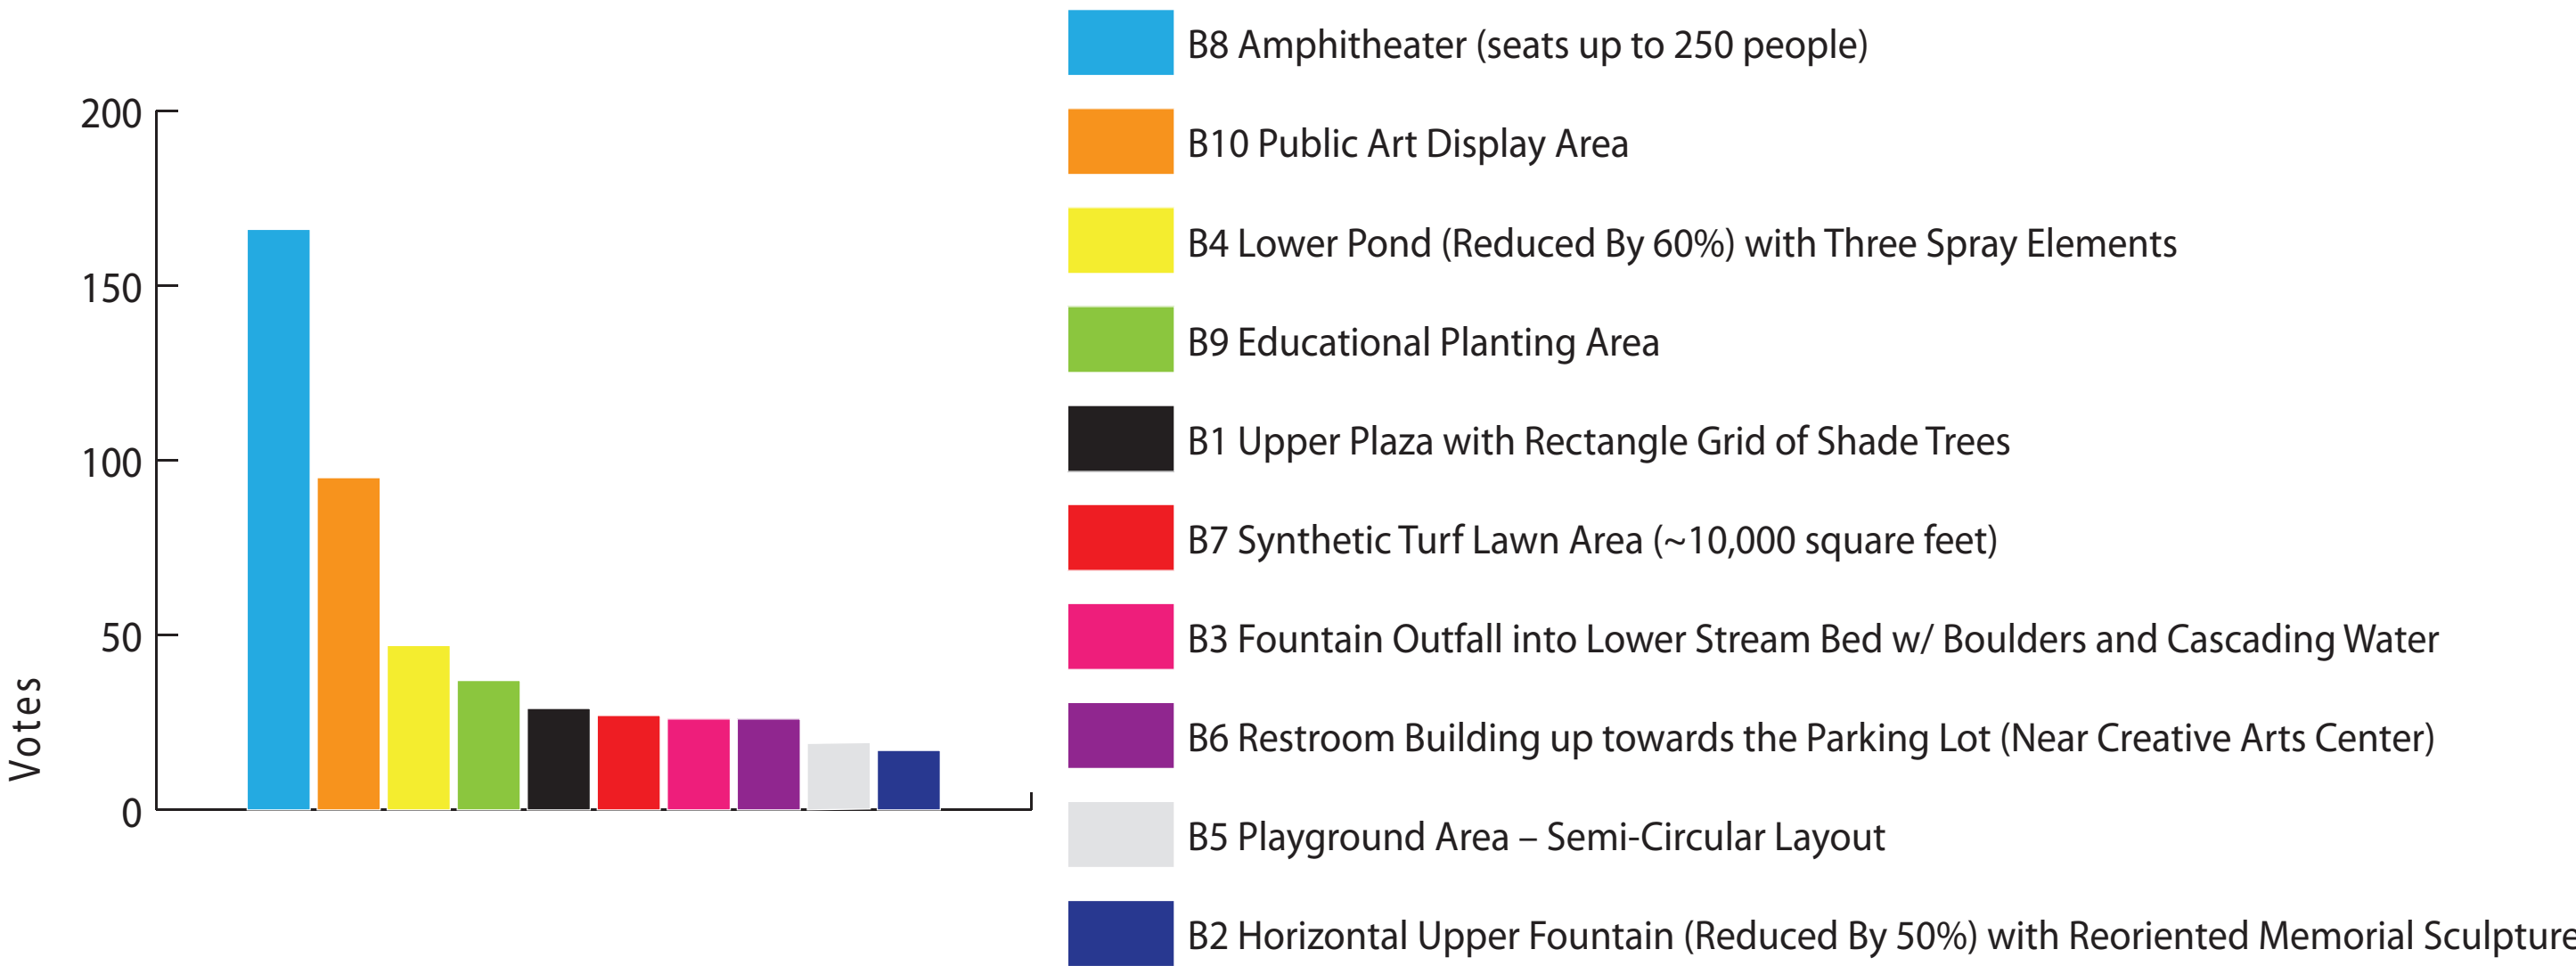 200
150
100
50
0
Votes
B8 Amphitheater (seats up to 250 people)
B10 Public Art Display Area
B4 Lower Pond (Reduced By 60%) with Three Spray Elements
B9 Educational Planting Area
B1 Upper Plaza with Rectangle Grid of Shade Trees
B7 Synthetic Turf Lawn Area (~10,000 square feet)
B3 Fountain Outfall into Lower Stream Bed w/ Boulders and Cascading Water
B6 Restroom Building up towards the Parking Lot (Near Creative Arts Center)
B5 Playground Area – Semi-Circular Layout
B2 Horizontal Upper Fountain (Reduced By 50%) with Reoriented Memorial Sculpture